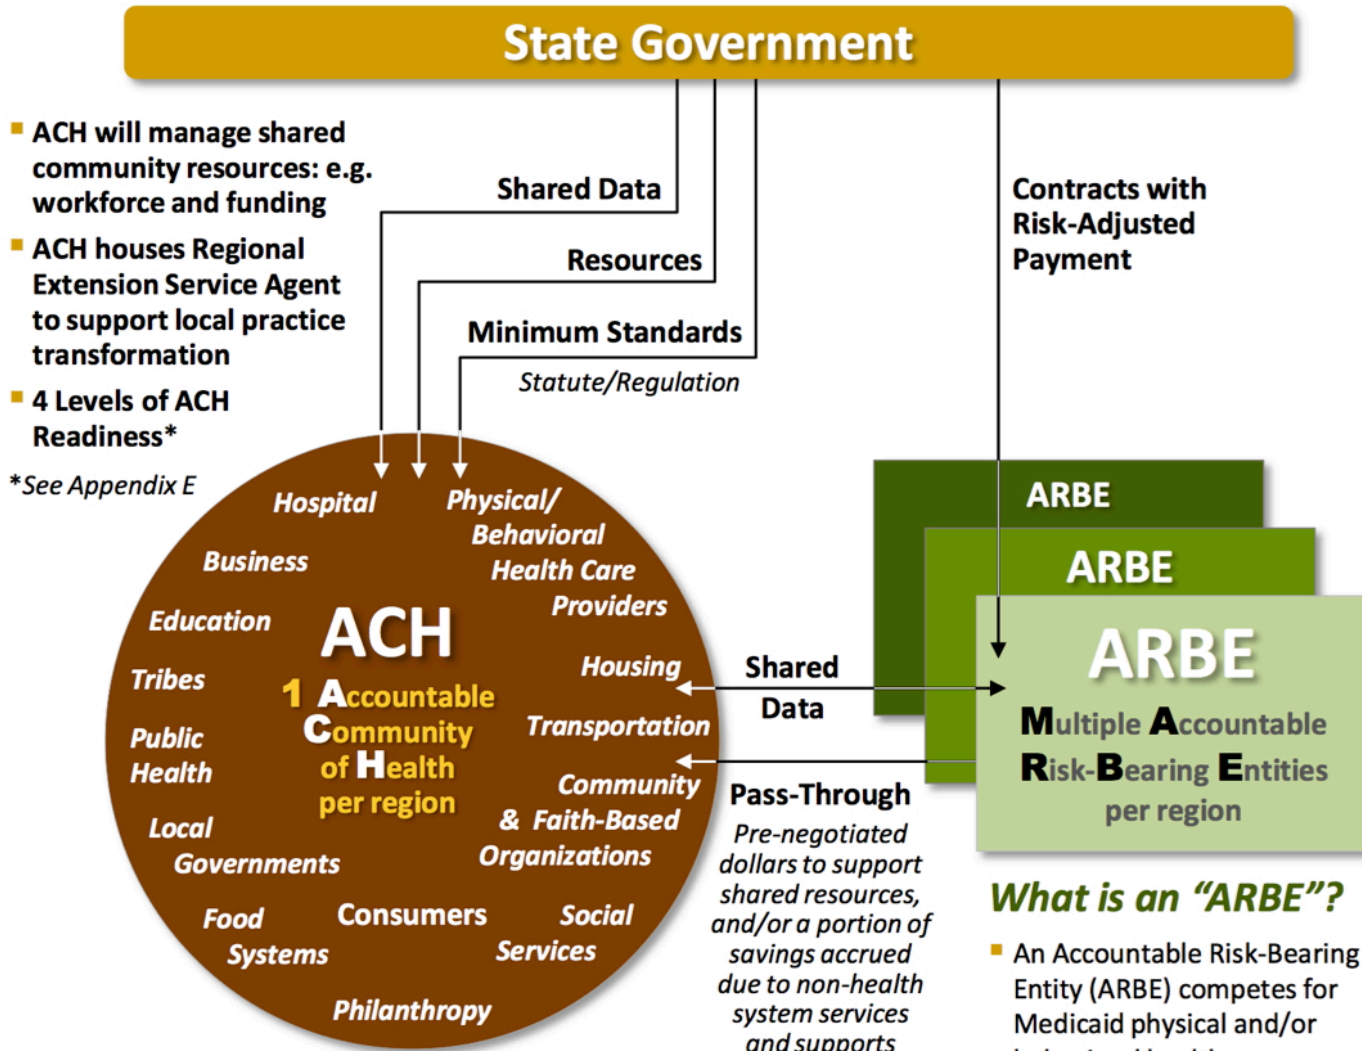 State Government
▪ ACH will manage shared
community resources: e.g.
workforce and funding
▪ ACH houses Regional
Extension Service Agent
to support local practice
transformation
▪ 4 Levels of ACH
Readiness*
*See Appendix E
Shared Data
Resources
Minimum Standards
Statute/Regulation
Contracts with
Risk-Adjusted
Payment
Hospital
Physical/
Behavioral
Health Care
Providers
Business
Education
Tribes
Public
Health
Local
Governments
Food
Systems
Philanthropy
Consumers
Social
Services
Housing
Transportation
Community
& Faith-Based
Organizations
ACH
1 Accountable
Community
of Health
per region
Shared
Data
Pass-Through
Pre-negotiated
dollars to support
shared resources,
and/or a portion of
savings accrued
due to non-health
system services
and supports
ARBE
ARBE
ARBE
Multiple Accountable
Risk-Bearing Entities
per region
What is an “ARBE”?
▪ An Accountable Risk-Bearing
Entity (ARBE) competes for
Medicaid physical and/or